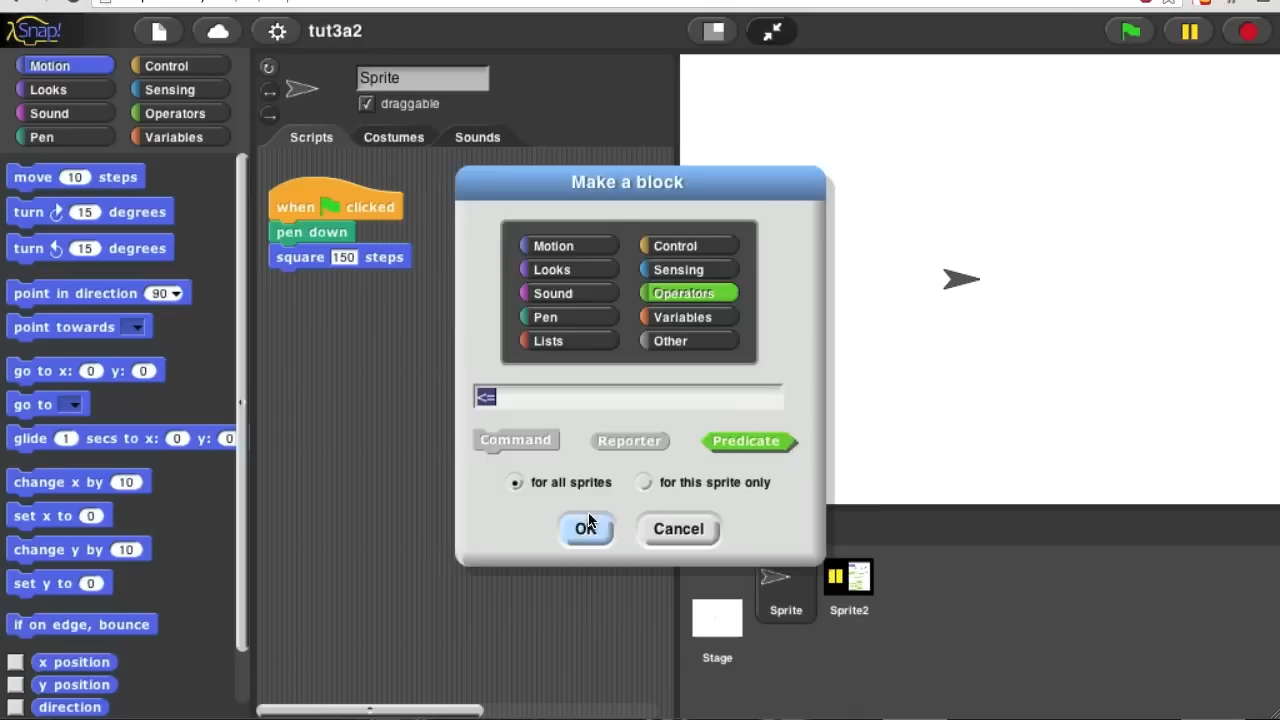 Snap!
tut3a2
Motion
Control
Looks
Sensing
Sound
Operators
Pen
Variables
move 10 steps
turn 15 degrees
turn 15 degrees
point in direction 90
point towards
go to x: 0 y: 0
go to
glide 1 secs to x: 0 y: 0
change x by 10
set x to 0
change y by 10
set y to 0
if on edge, bounce
x position
y position
direction
Sprite
draggable
Scripts
Costumes
Sounds
when clicked
pen down
square 150 steps
Make a block
Motion
Control
Looks
Sensing
Sound
Operators
Pen
Variables
Lists
Other
<=
Command
Reporter
Predicate
for all sprites
for this sprite only
OK
Cancel
Sprite
Sprite2
Stage